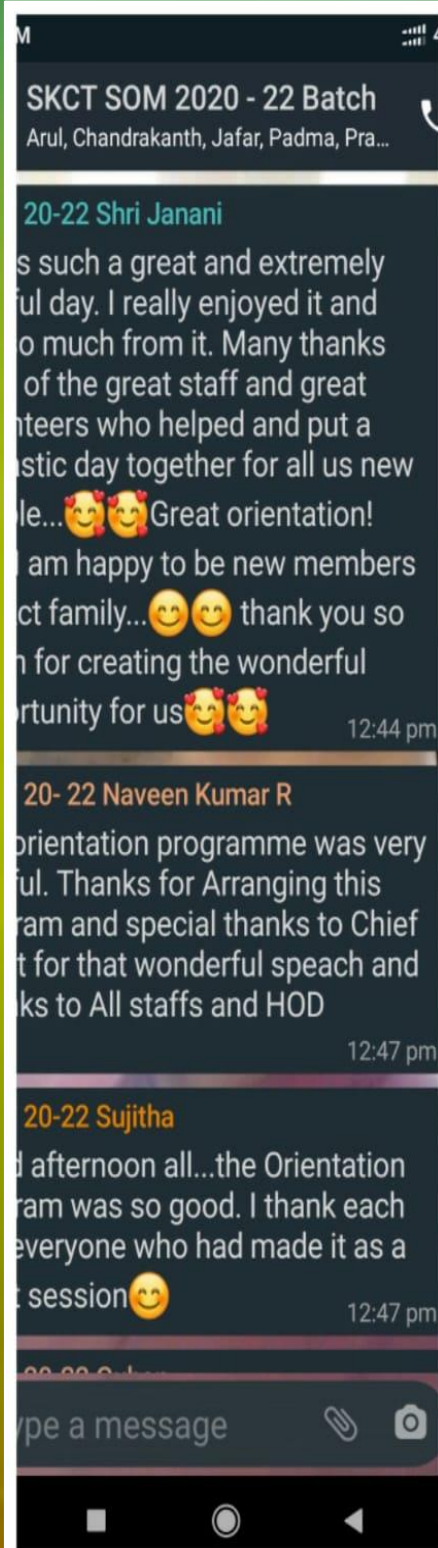 M
SKCT SOM 2020 - 22 Batch
Arul, Chandrakanth, Jafar, Padma, Pra...
20-22 Shri Janani
s such a great and extremely
ful day. I really enjoyed it and
o much from it. Many thanks
of the great staff and great
nteers who helped and put a
astic day together for all us new
le...🥰🥰Great orientation!
I am happy to be new members
ct family...😊😊 thank you so
h for creating the wonderful
rtunity for us🥰🥰
12:44 pm
20- 22 Naveen Kumar R
orientation programme was very
ful. Thanks for Arranging this
ram and special thanks to Chief
t for that wonderful speach and
ks to All staffs and HOD
12:47 pm
20-22 Sujitha
d afternoon all...the Orientation
ram was so good. I thank each
everyone who had made it as a
t session😊
12:47 pm
ype a message